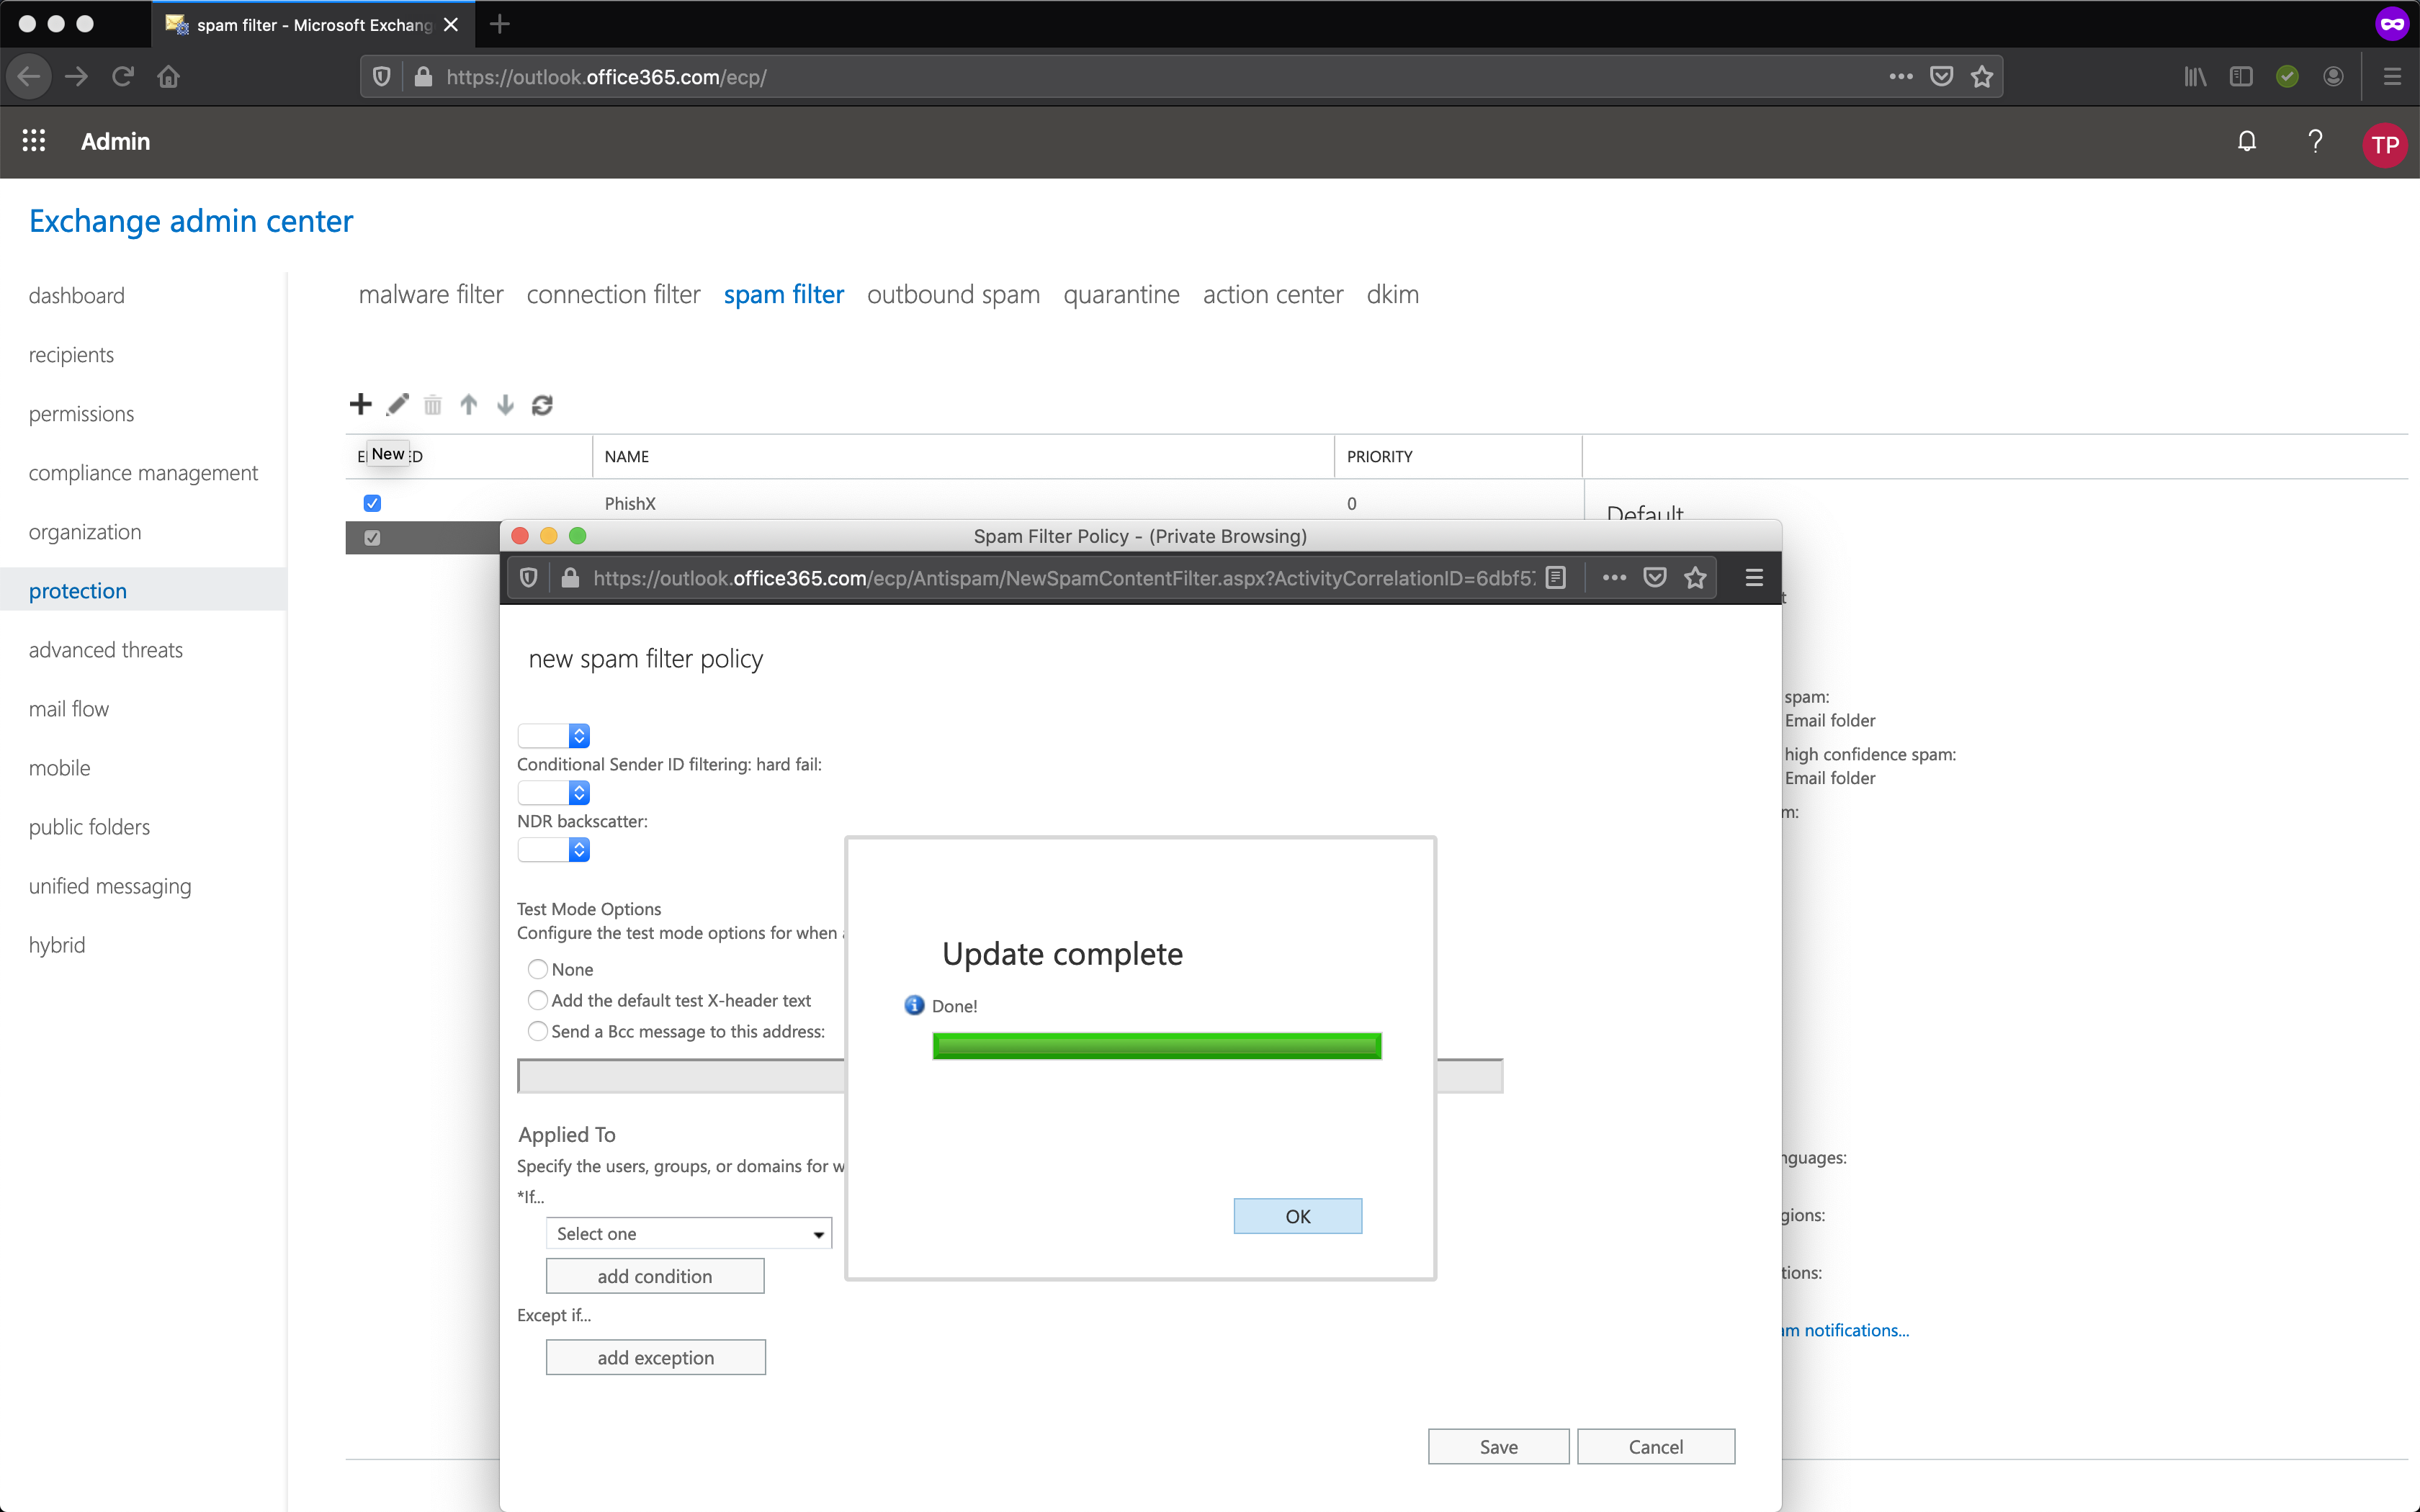 spam filter - Microsoft Exchang
https://outlook.office365.com/ecp/
Admin
?
TP
Exchange admin center
dashboard
recipients
permissions
compliance management
organization
protection
advanced threats
mail flow
mobile
public folders
unified messaging
hybrid
malware filter connection filter spam filter outbound spam quarantine action center dkim
E New ED NAME PRIORITY
PhishX 0
Default
Spam Filter Policy - (Private Browsing)
https://outlook.office365.com/ecp/Antispam/NewSpamContentFilter.aspx?ActivityCorrelationID=6dbf57
new spam filter policy
Conditional Sender ID filtering: hard fail:
NDR backscatter:
Test Mode Options
Configure the test mode options for when
None
Add the default test X-header text
Send a Bcc message to this address:
Applied To
Specify the users, groups, or domains for w
*If...
Select one
add condition
Except if...
add exception
Save Cancel
Update complete
Done!
OK
t
spam:
Email folder
high confidence spam:
Email folder
m:
nguages:
gions:
tions:
am notifications...